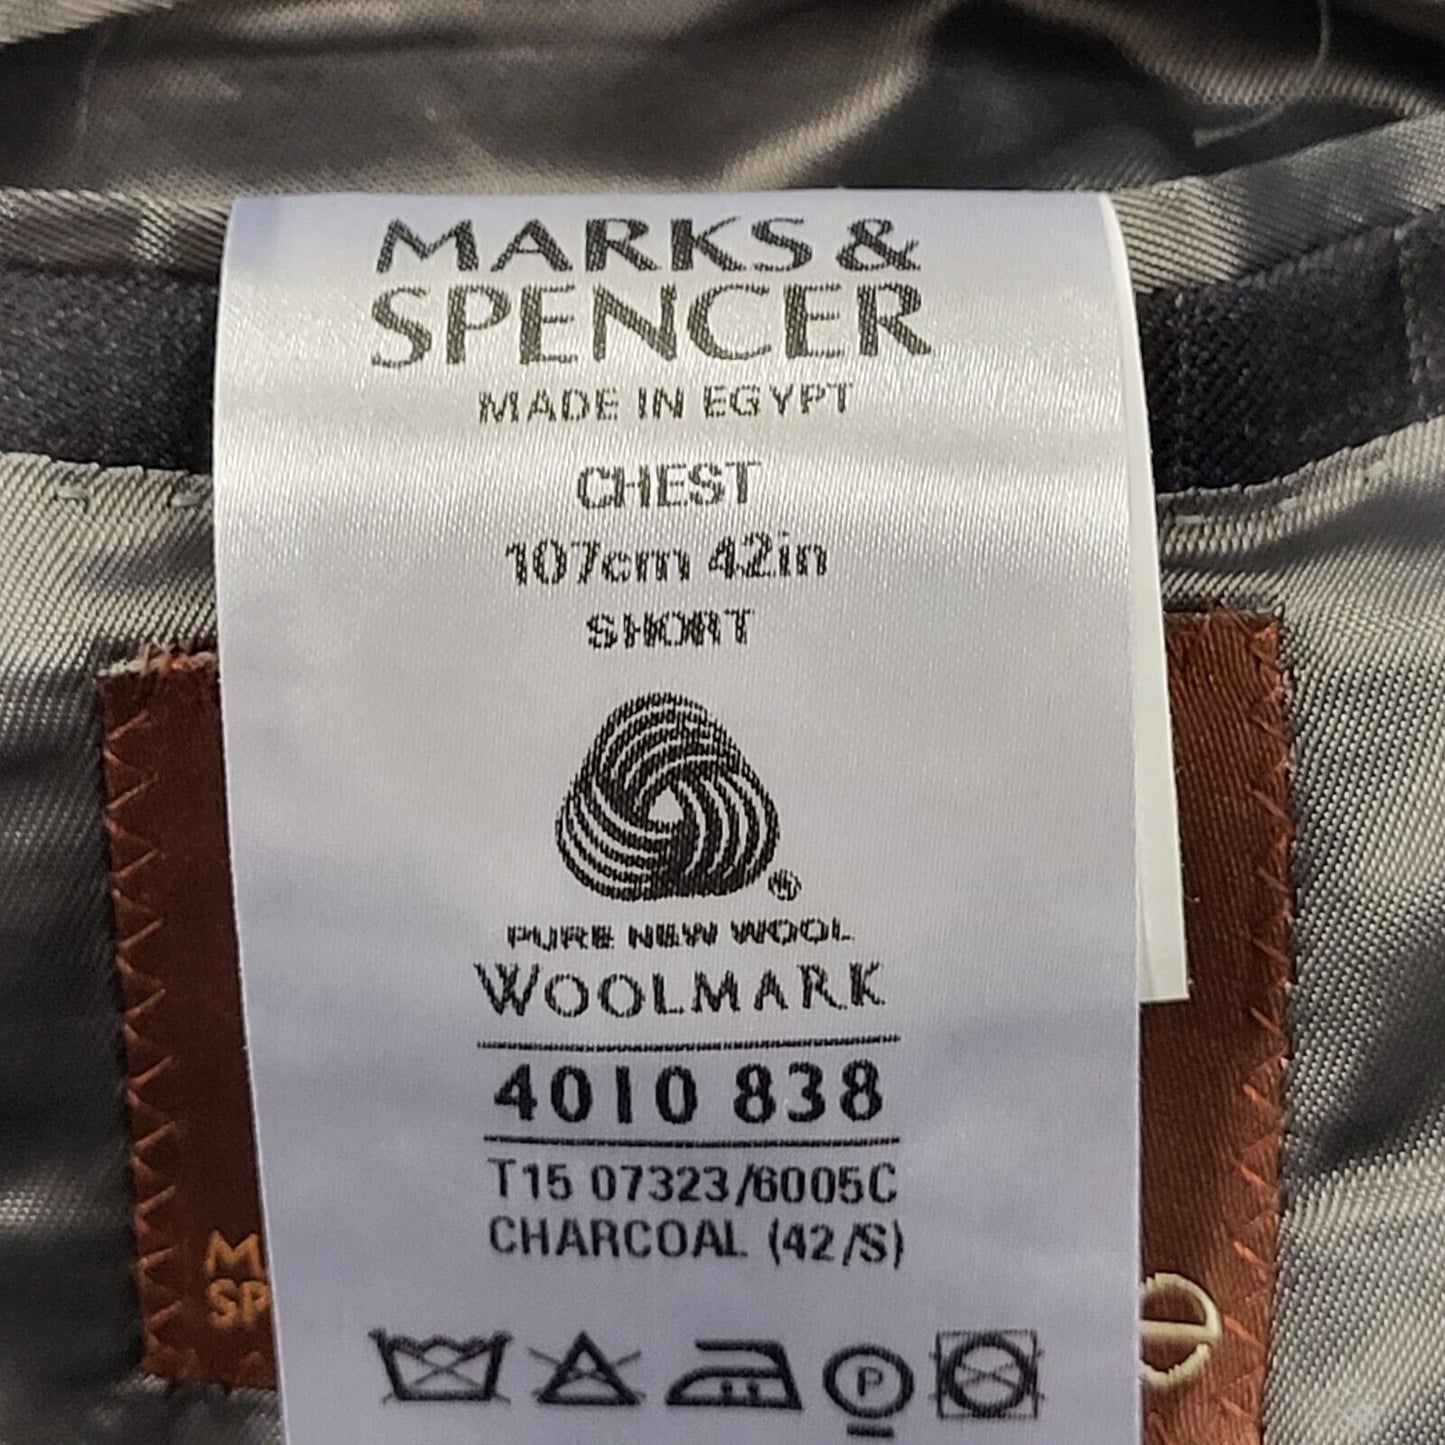 MARKS &
SPENCER
MADE IN EGYPT
CHEST
107cm 42in
SHORT
®
PURE NEW WOOL
WOOLMARK
4010 838
T15 07323/6005C
CHARCOAL (42/S)
P